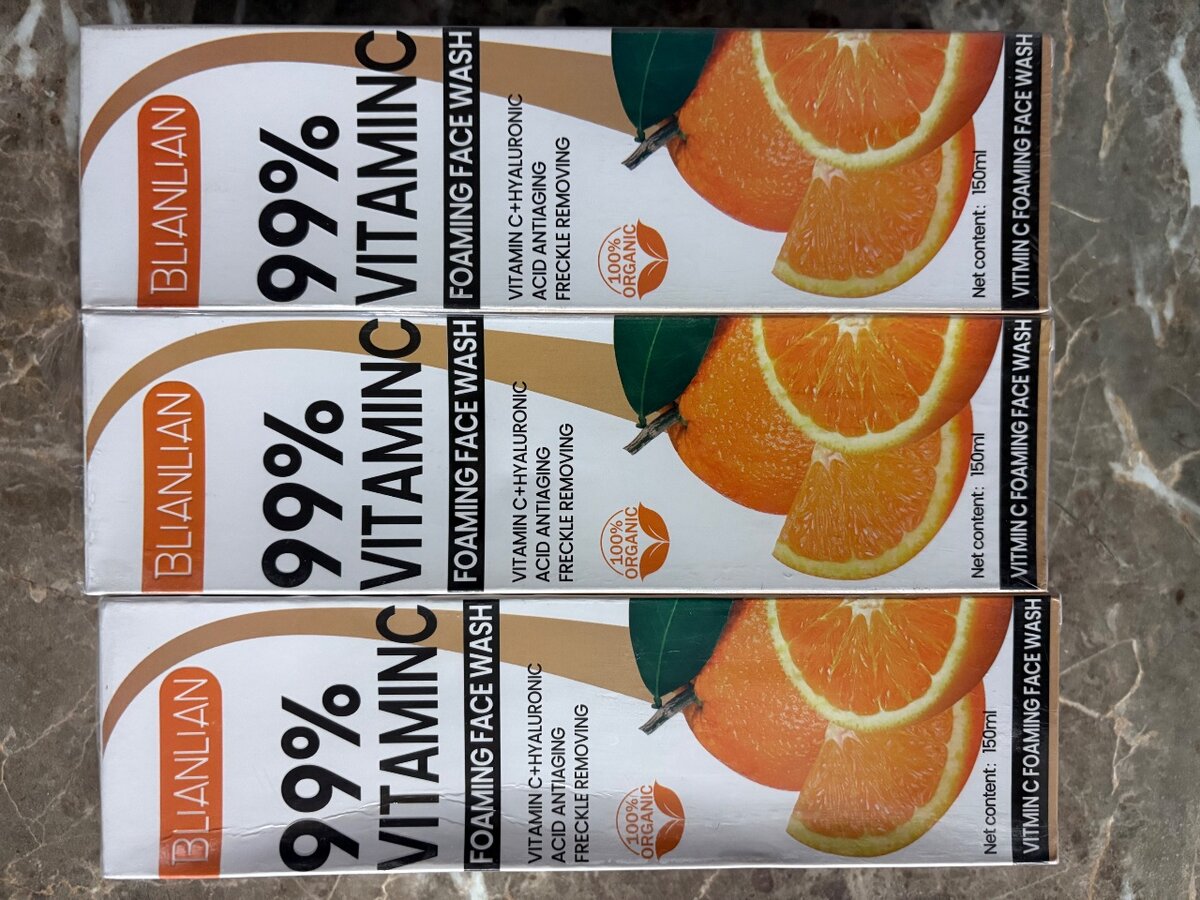 BLIANLIAN
99%
VITAMINC
FOAMING FACE WASH
VITAMIN C+HYALURONIC
ACID ANTIAGING
FRECKLE REMOVING
100%
ORGANIC
Net content: 150ml
VITMIN C FOAMING FACE WASH
BLIANLIAN
99%
VITAMINC
FOAMING FACE WASH
VITAMIN C+HYALURONIC
ACID ANTIAGING
FRECKLE REMOVING
100%
ORGANIC
Net content: 150ml
VITMIN C FOAMING FACE WASH
BLIANLIAN
99%
VITAMINC
FOAMING FACE WASH
VITAMIN C+HYALURONIC
ACID ANTIAGING
FRECKLE REMOVING
100%
ORGANIC
Net content: 150ml
VITMIN C FOAMING FACE WASH